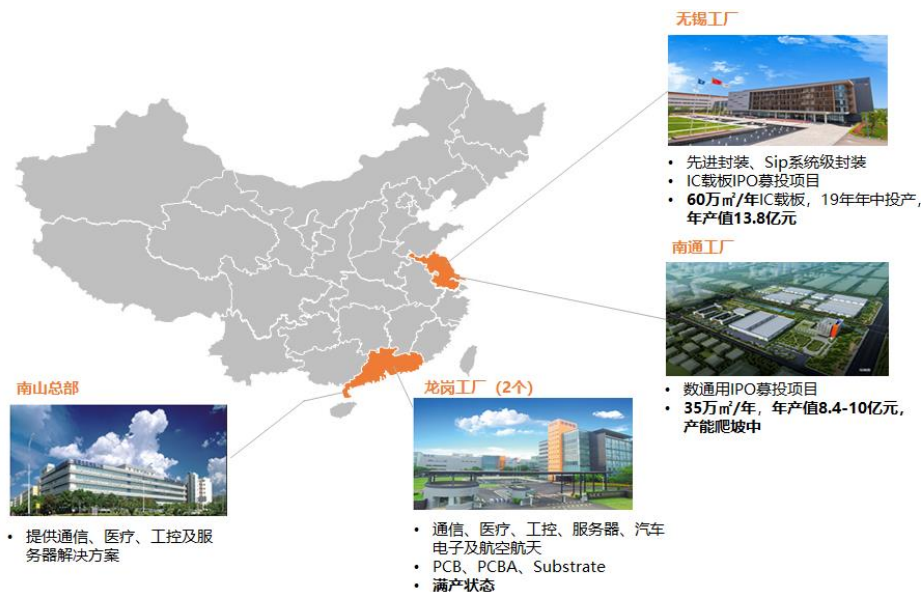 无锡工厂
• 先进封装、Sip系统级封装
• IC载板IPO募投项目
• 60万㎡/年IC载板，19年年中投产，
年产值13.8亿元
南通工厂
• 数通用IPO募投项目
• 35万㎡/年，年产值8.4-10亿元，
产能爬坡中
南山总部
• 提供通信、医疗、工控及服
务器解决方案
龙岗工厂（2个）
• 通信、医疗、工控、服务器、汽车
电子及航空航天
• PCB、PCBA、Substrate
• 满产状态